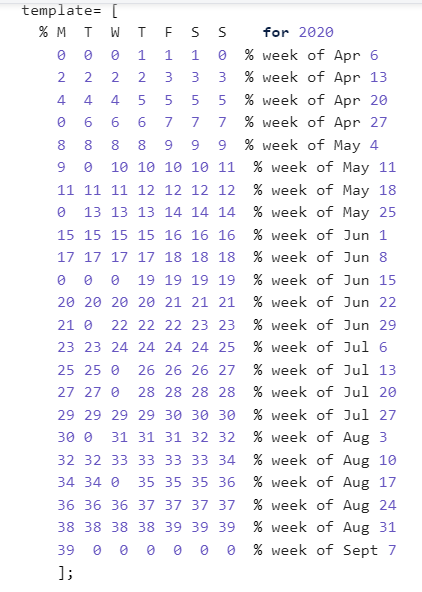 template= [
% M T W T F S S for 2020
0 0 0 1 1 1 0 % week of Apr 6
2 2 2 2 3 3 3 % week of Apr 13
4 4 4 5 5 5 5 % week of Apr 20
0 6 6 6 7 7 7 % week of Apr 27
8 8 8 8 9 9 9 % week of May 4
9 0 10 10 10 10 11 % week of May 11
11 11 11 12 12 12 12 % week of May 18
0 13 13 13 14 14 14 % week of May 25
15 15 15 15 16 16 16 % week of Jun 1
17 17 17 17 18 18 18 % week of Jun 8
0 0 0 19 19 19 19 % week of Jun 15
20 20 20 20 21 21 21 % week of Jun 22
21 0 22 22 22 23 23 % week of Jun 29
23 23 24 24 24 24 25 % week of Jul 6
25 25 0 26 26 26 27 % week of Jul 13
27 27 0 28 28 28 28 % week of Jul 20
29 29 29 29 30 30 30 % week of Jul 27
30 0 31 31 31 32 32 % week of Aug 3
32 32 33 33 33 33 34 % week of Aug 10
34 34 0 35 35 35 36 % week of Aug 17
36 36 36 37 37 37 37 % week of Aug 24
38 38 38 38 39 39 39 % week of Aug 31
39 0 0 0 0 0 0 % week of Sept 7
];